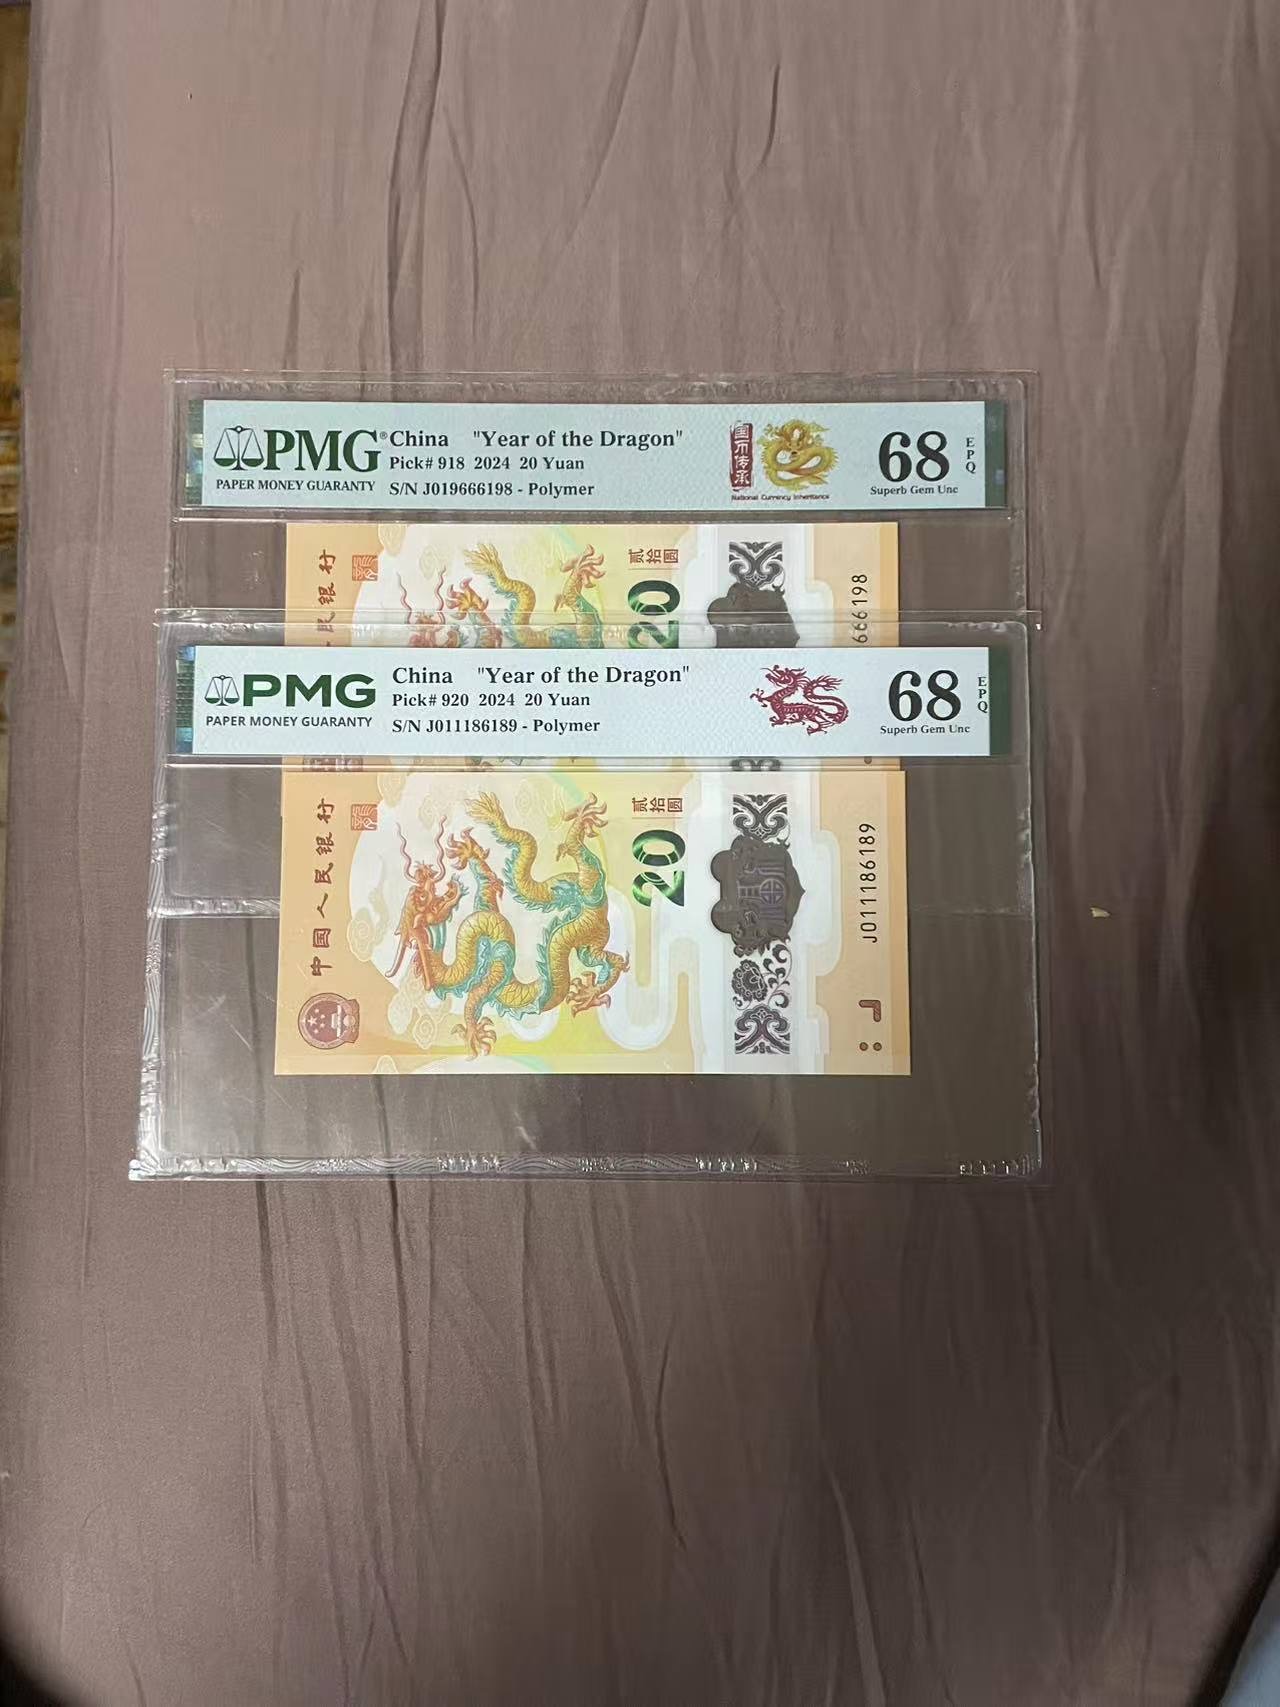 PMG®
PAPER MONEY GUARANTY
China "Year of the Dragon"
Pick# 918 2024 20 Yuan
S/N J019666198 - Polymer
国币传承
National Currency Inheritance
68
EPQ
Superb Gem Unc
民银行
贰拾圆
20
666198
PMG
PAPER MONEY GUARANTY
China "Year of the Dragon"
Pick# 920 2024 20 Yuan
S/N J011186189 - Polymer
68
EPQ
Superb Gem Unc
中国人民银行
贰拾圆
20
J011186189
J